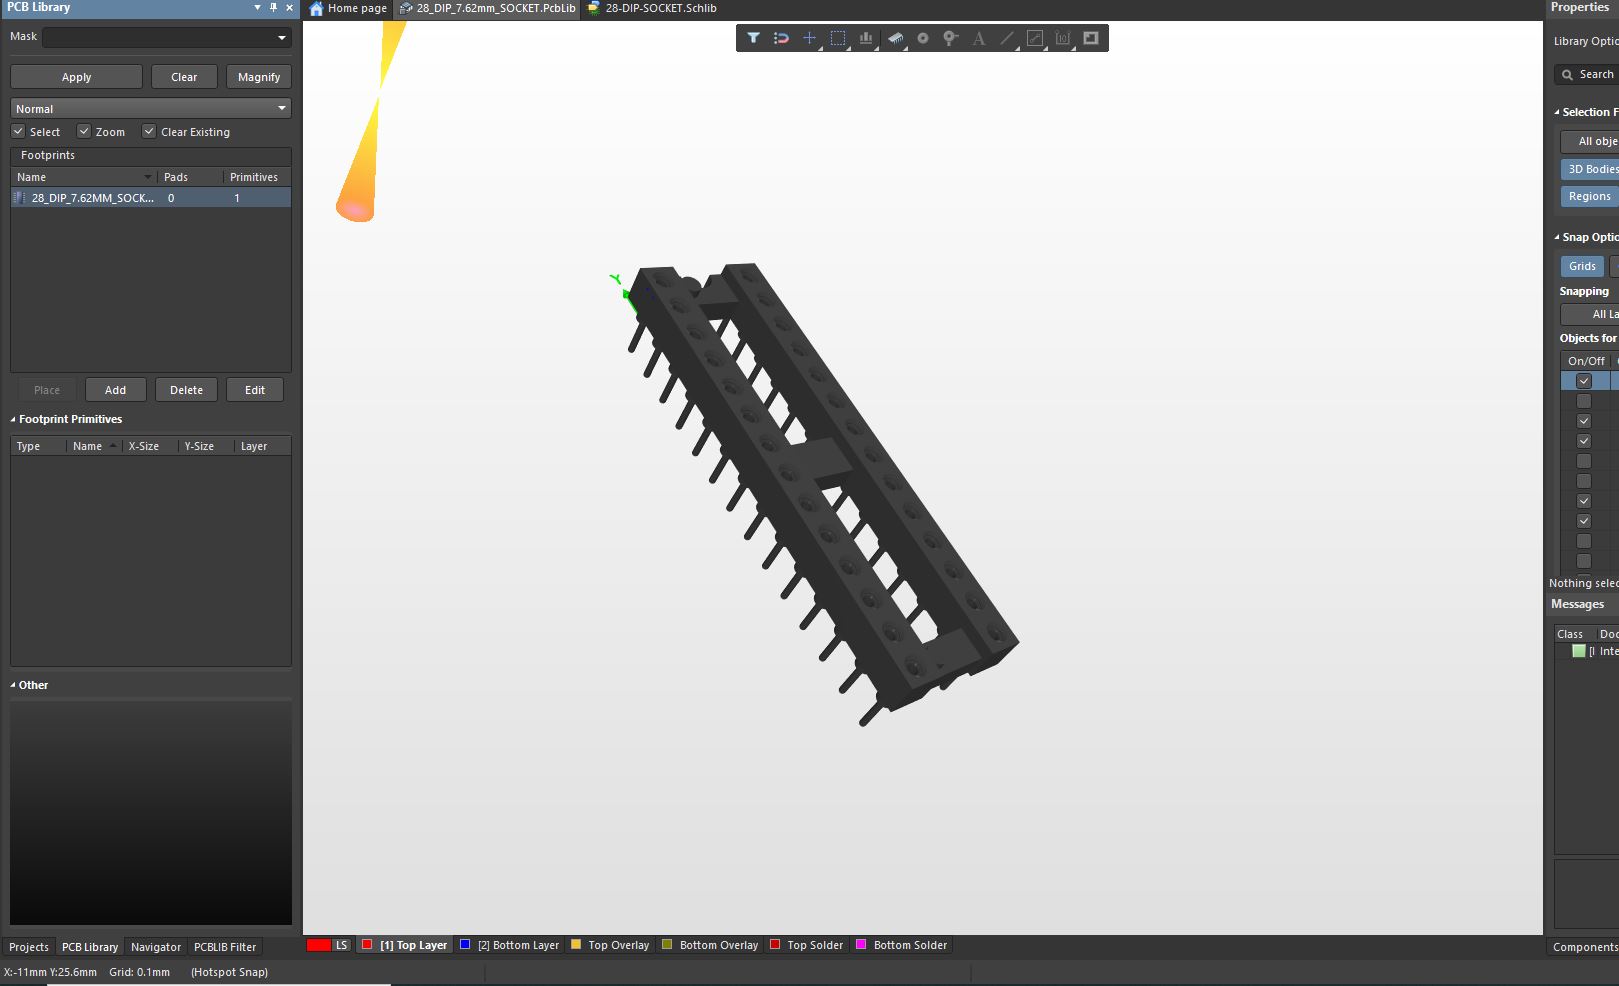 PCB Library
Home page
28_DIP_7.62mm_SOCKET.PcbLib
28-DIP-SOCKET.Schlib
Properties
Mask
Library Optio
Apply
Clear
Magnify
Search
Normal
Selection F
Select
Zoom
Clear Existing
All obje
Footprints
Name
Pads
Primitives
3D Bodies
28_DIP_7.62MM_SOCK...
0
1
Regions
Snap Optio
Grids
Snapping
All La
Objects for
On/Off
Place
Add
Delete
Edit
Footprint Primitives
Type
Name
X-Size
Y-Size
Layer
Y
Nothing selec
Messages
Class
Doc
Inte
Other
Projects
PCB Library
Navigator
PCBLIB Filter
LS
[1] Top Layer
[2] Bottom Layer
Top Overlay
Bottom Overlay
Top Solder
Bottom Solder
Components
X:-11mm Y:25.6mm
Grid: 0.1mm
(Hotspot Snap)